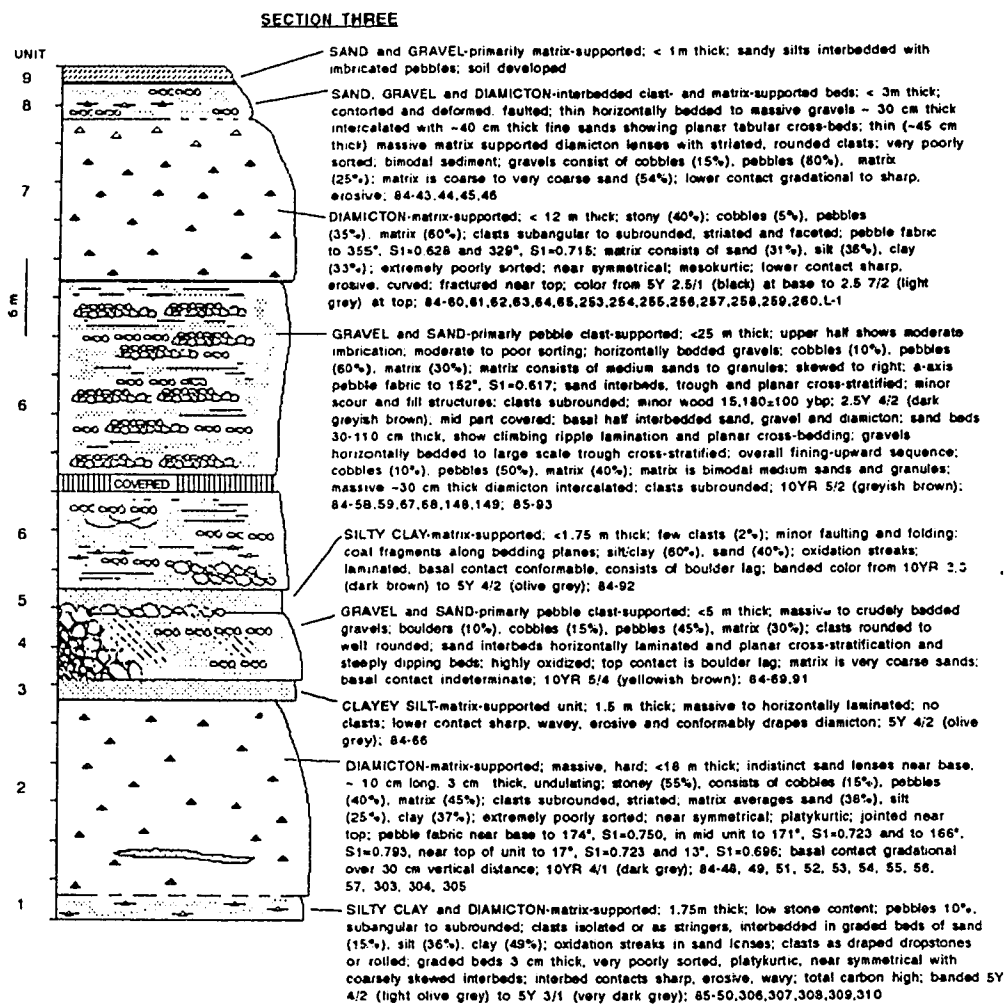 SECTION THREE
UNIT
SAND and GRAVEL-primarily matrix-supported; < 1m thick; sandy silts interbedded with
imbricated pebbles; soil developed
9
SAND, GRAVEL and DIAMICTON-interbedded clast- and matrix-supported beds; < 3m thick;
contorted and deformed, faulted; thin horizontally bedded to massive gravels ~ 30 cm thick
intercalated with ~40 cm thick fine sands showing planar tabular cross-beds; thin (~45 cm
thick) massive matrix supported diamicton lenses with striated, rounded clasts; very poorly
sorted; bimodal sediment; gravels consist of cobbles (15%), pebbles (60%), matrix
(25%); matrix is coarse to very coarse sand (54%); lower contact gradational to sharp,
erosive; 84-43,44,45,46
8
DIAMICTON-matrix-supported; < 12 m thick; stony (40%); cobbles (5%), pebbles
(35%), matrix (60%); clasts subangular to subrounded, striated and faceted; pebble fabric
to 355°, S1=0.628 and 329°, S1=0.715; matrix consists of sand (31%), silt (36%), clay
(33%); extremely poorly sorted; near symmetrical; mesokurtic; lower contact sharp,
erosive, curved; fractured near top; color from 5Y 2.5/1 (black) at base to 2.5 7/2 (light
grey) at top; 84-60,61,62,63,64,65,253,254,255,256,257,258,259,260,L-1
7
6 m
GRAVEL and SAND-primarily pebble clast-supported; <25 m thick; upper half shows moderate
imbrication; moderate to poor sorting; horizontally bedded gravels; cobbles (10%), pebbles
(60%), matrix (30%); matrix consists of medium sands to granules; skewed to right; a-axis
pebble fabric to 152°, S1=0.617; sand interbeds, trough and planar cross-stratified; minor
scour and fill structures; clasts subrounded; minor wood 15,180±100 ybp; 2.5Y 4/2 (dark
greyish brown); mid part covered; basal half interbedded sand, gravel and diamicton; sand beds
30-110 cm thick, show climbing ripple lamination and planar cross-bedding; gravels
horizontally bedded to large scale trough cross-stratified; overall fining-upward sequence;
cobbles (10%), pebbles (50%), matrix (40%); matrix is bimodal medium sands and granules;
massive ~30 cm thick diamicton intercalated; clasts subrounded; 10YR 5/2 (greyish brown);
84-58,59,67,68,148,149; 85-93
6
COVERED
6
SILTY CLAY-matrix-supported; <1.75 m thick; few clasts (2%); minor faulting and folding;
coal fragments along bedding planes; silt/clay (60%), sand (40%); oxidation streaks;
laminated, basal contact conformable, consists of boulder lag; banded color from 10YR 3.3
(dark brown) to 5Y 4/2 (olive grey); 84-92
5
GRAVEL and SAND-primarly pebble clast-supported; <5 m thick; massive to crudely bedded
gravels; boulders (10%), cobbles (15%), pebbles (45%), matrix (30%); clasts rounded to
well rounded; sand interbeds horizontally laminated and planar cross-stratification and
steeply dipping beds; highly oxidized; top contact is boulder lag; matrix is very coarse sands;
basal contact indeterminate; 10YR 5/4 (yellowish brown); 84-69,91
4
3
CLAYEY SILT-matrix-supported unit; 1.5 m thick; massive to horizontally laminated; no
clasts; lower contact sharp, wavey, erosive and conformably drapes diamicton; 5Y 4/2 (olive
grey); 84-66
DIAMICTON-matrix-supported; massive, hard; <18 m thick; indistinct sand lenses near base,
~ 10 cm long, 3 cm thick, undulating; stoney (55%), consists of cobbles (15%), pebbles
(40%), matrix (45%); clasts subrounded, striated; matrix averages sand (38%), silt
(25%), clay (37%); extremely poorly sorted; near symmetrical; platykurtic; jointed near
top; pebble fabric near base to 174°, S1=0.750, in mid unit to 171°, S1=0.723 and to 166°,
S1=0.793, near top of unit to 17°, S1=0.723 and 13°, S1=0.696; basal contact gradational
over 30 cm vertical distance; 10YR 4/1 (dark grey); 84-48, 49, 51, 52, 53, 54, 55, 56,
57, 303, 304, 305
2
1
SILTY CLAY and DIAMICTON-matrix-supported; 1.75m thick; low stone content; pebbles 10%,
subangular to subrounded; clasts isolated or as stringers, interbedded in graded beds of sand
(15%), silt (36%), clay (49%); oxidation streaks in sand lenses; clasts as draped dropstones
or rolled; graded beds 3 cm thick, very poorly sorted, platykurtic, near symmetrical with
coarsely skewed interbeds; interbed contacts sharp, erosive, wavy; total carbon high; banded 5Y
4/2 (light olive grey) to 5Y 3/1 (very dark grey); 85-50,306,307,308,309,310